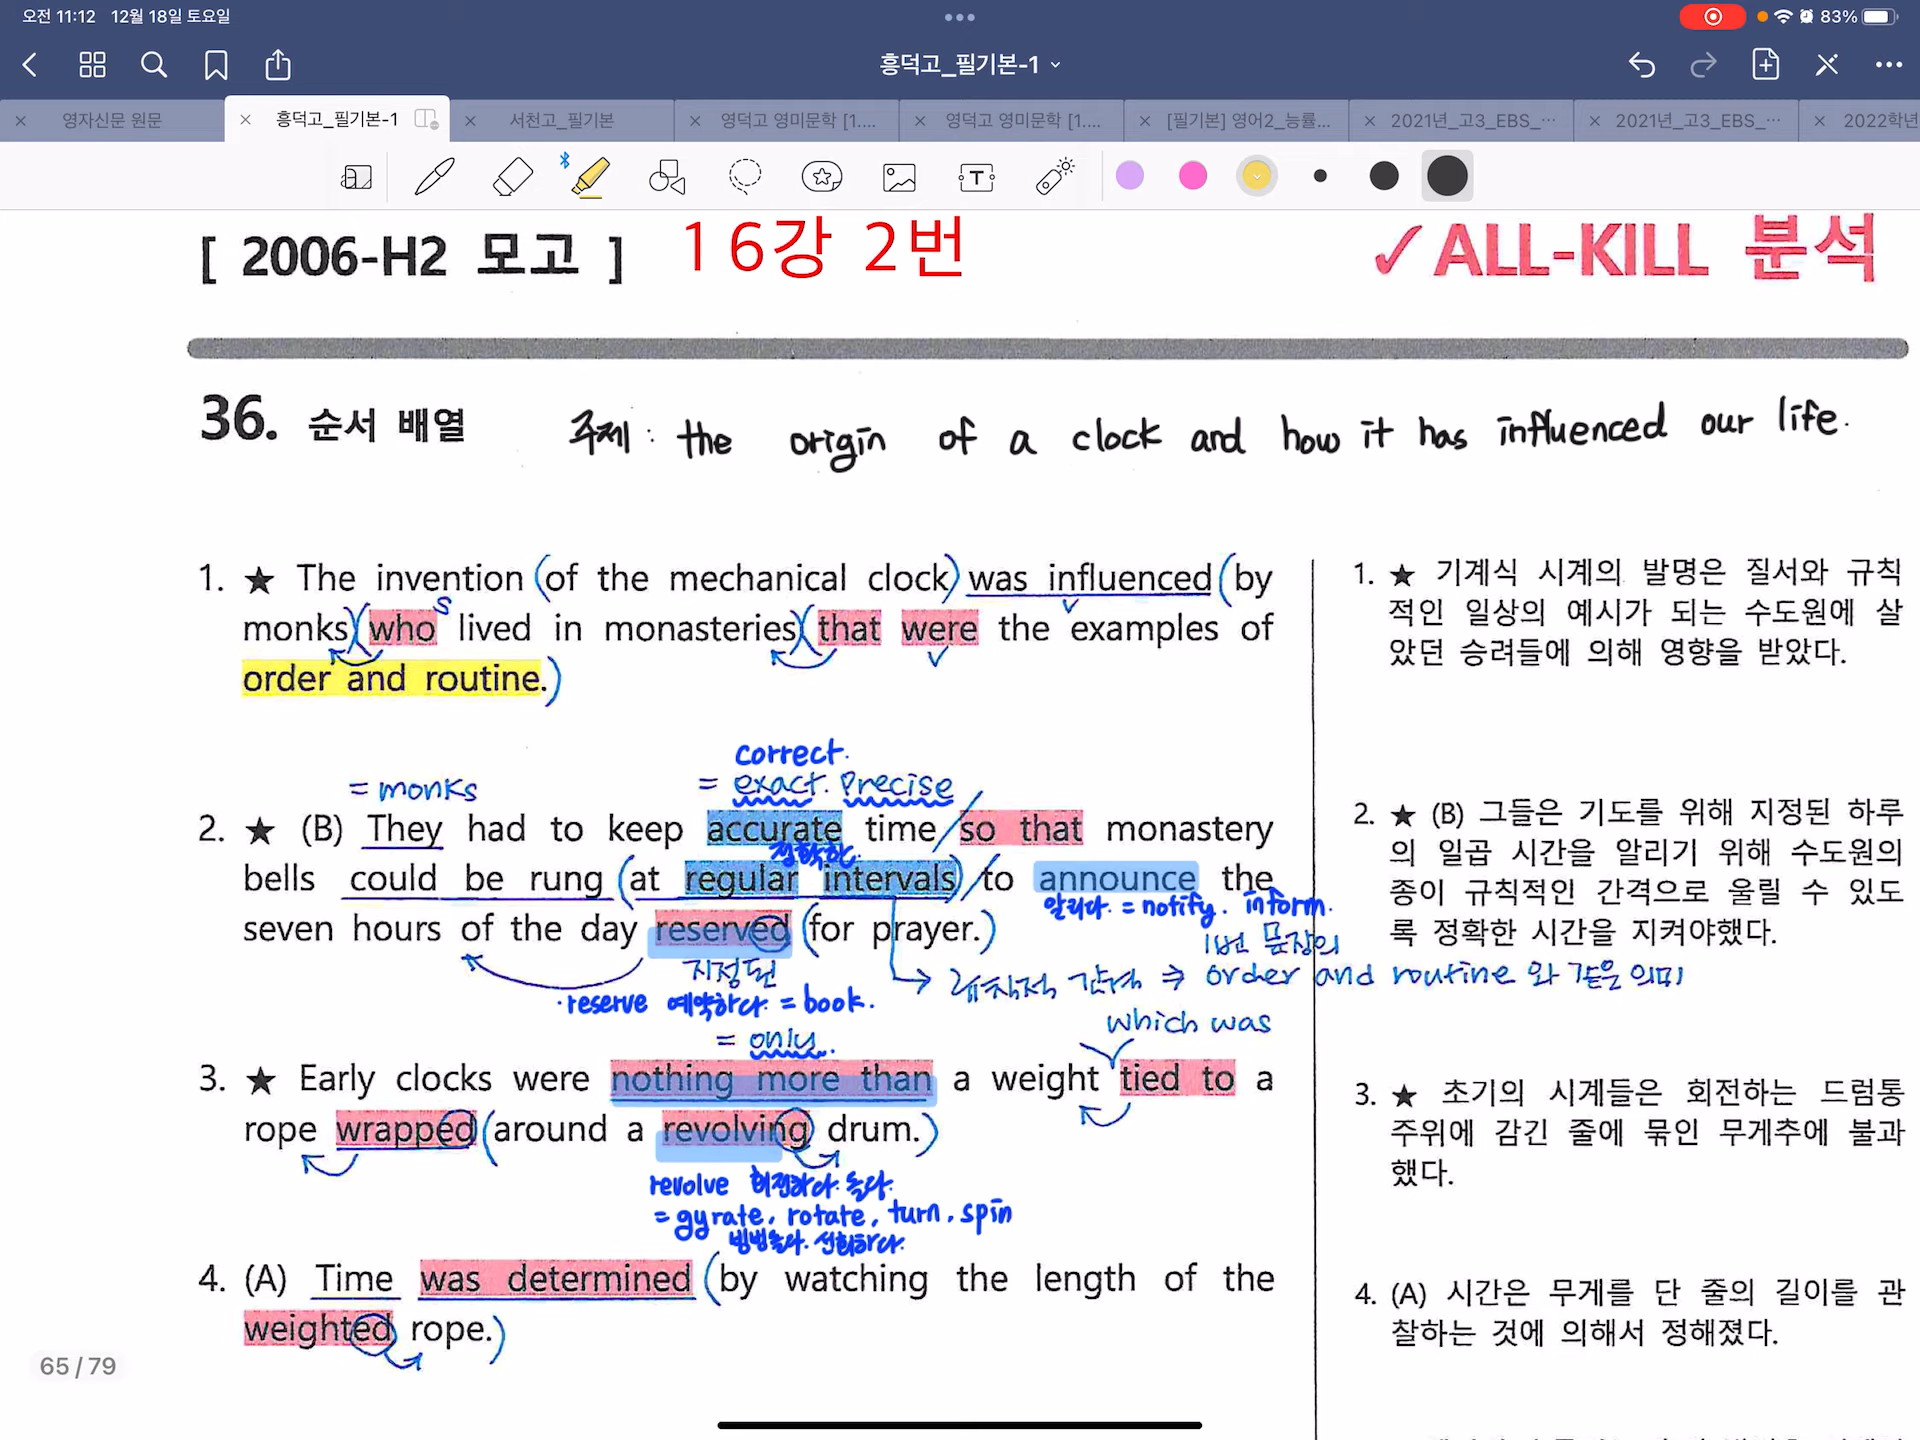 오전 11:12 12월 18일 토요일
83%
흥덕고_필기본-1
영자신문 원문
흥덕고_필기본-1
서천고_필기본
영덕고 영미문학 [1....
영덕고 영미문학 [1....
[필기본] 영어2_능률...
2021년_고3_EBS_...
2021년_고3_EBS_...
2022학년
[ 2006-H2 모고 ] 16강 2번 ✓ALL-KILL 분석
36. 순서 배열 주제 : the origin of a clock and how it has influenced our life.
1. ★ The invention (of the mechanical clock) was influenced (by
s v
monks)(who lived in monasteries)(that were the examples of
order and routine.)
correct.
= monks = exact. Precise
2. ★ (B) They had to keep accurate time / so that monastery
정확한
bells could be rung (at regular intervals) / to announce the
알리다. = notify. inform.
seven hours of the day reserved (for prayer.)
1번 문장의
지정된 → 규칙적 간격 ⇒ order and routine 와 같은 의미
· reserve 예약하다 = book.
= only. which was
3. ★ Early clocks were nothing more than a weight tied to a
rope wrapped (around a revolving drum.)
revolve 회전하다. 돌다.
= gyrate, rotate, turn, spin
빙빙돌다. 선회하다.
4. (A) Time was determined (by watching the length of the
weighted rope.)
1. ★ 기계식 시계의 발명은 질서와 규칙
적인 일상의 예시가 되는 수도원에 살
았던 승려들에 의해 영향을 받았다.
2. ★ (B) 그들은 기도를 위해 지정된 하루
의 일곱 시간을 알리기 위해 수도원의
종이 규칙적인 간격으로 울릴 수 있도
록 정확한 시간을 지켜야했다.
3. ★ 초기의 시계들은 회전하는 드럼통
주위에 감긴 줄에 묶인 무게추에 불과
했다.
4. (A) 시간은 무게를 단 줄의 길이를 관
찰하는 것에 의해서 정해졌다.
65 / 79